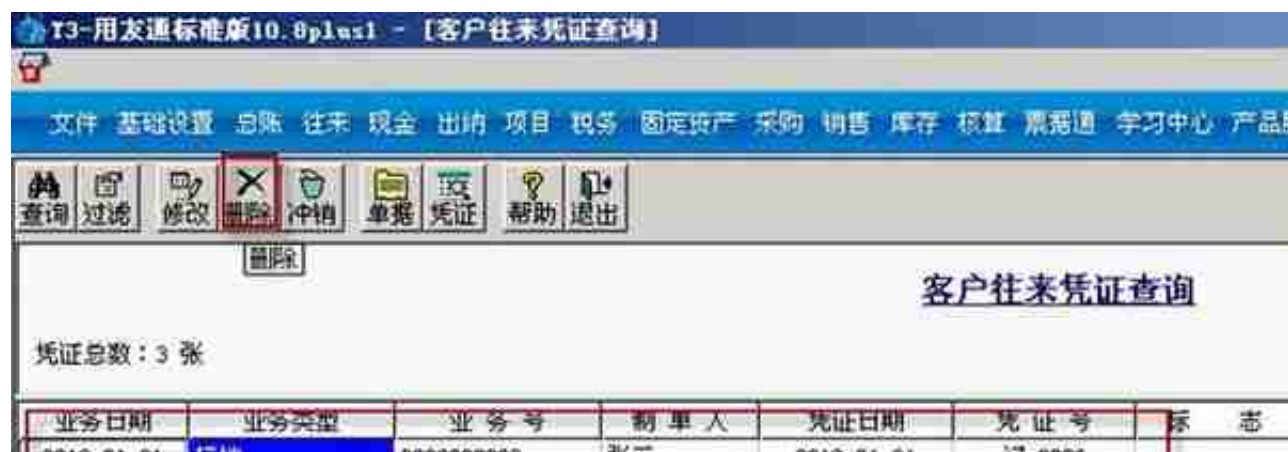 T3-用友通标准版10.8plus1 - [客户往来凭证查询]
文件 基础设置 总账 往来 现金 出纳 项目 税务 固定资产 采购 销售 库存 核算 票据通 学习中心 产品
查询 过滤 修改 删除 冲销 单据 凭证 帮助 退出
删除
客户往来凭证查询
凭证总数：3 张
业务日期 业务类型 业 务 号 制 单 人 凭证日期 凭 证 号 标 志